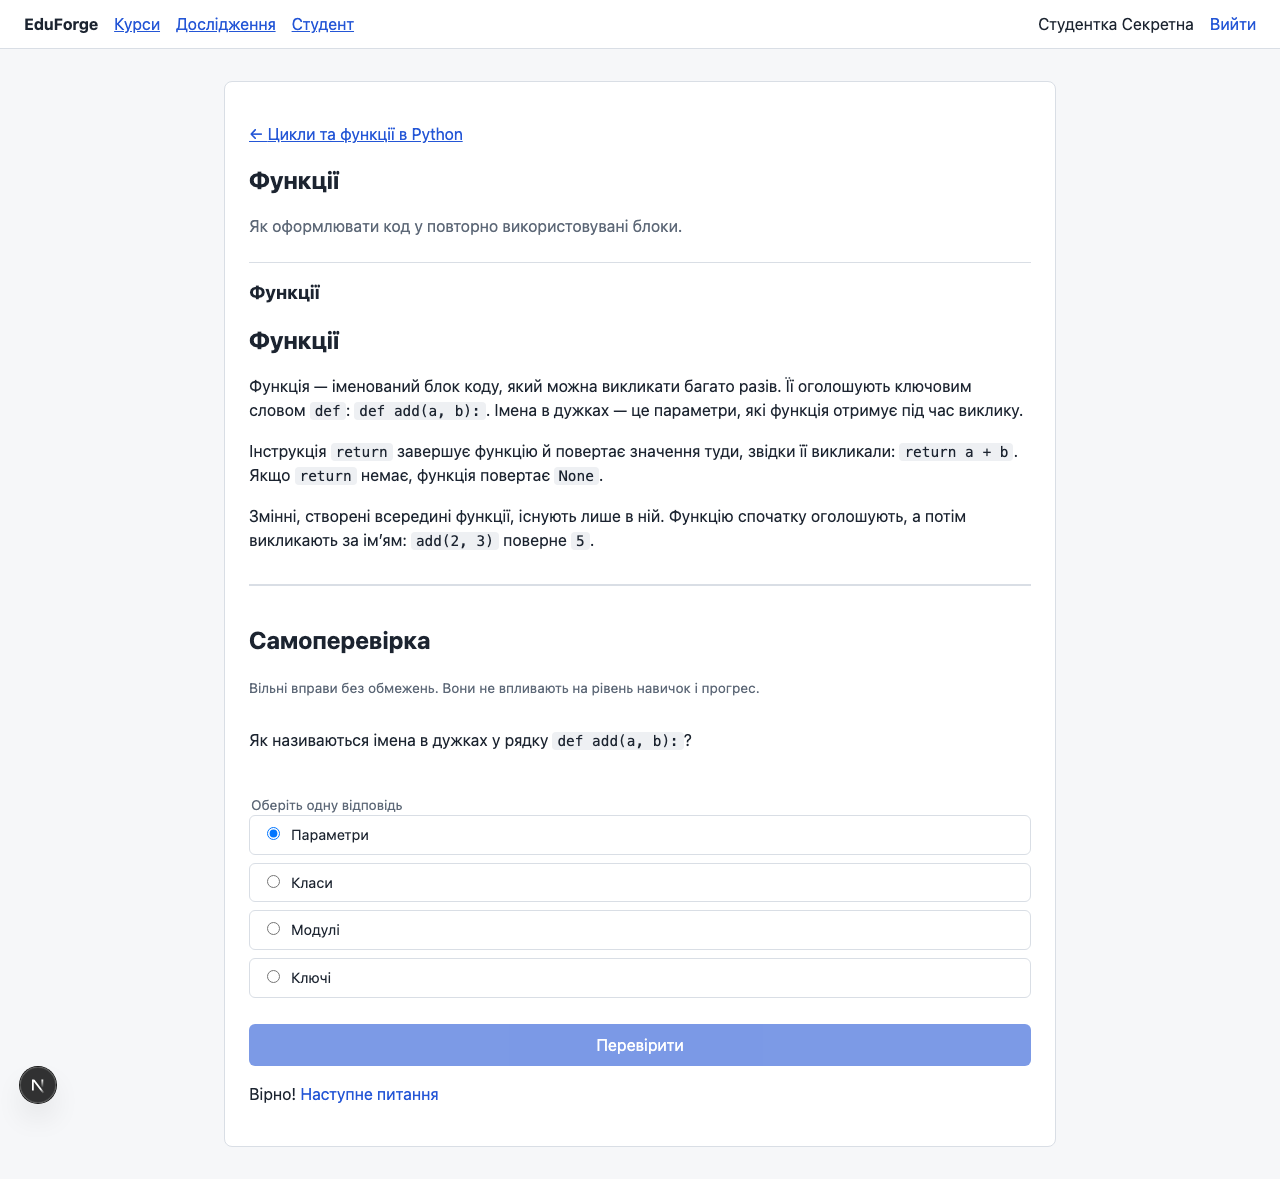 EduForge Курси Дослідження Студент Студентка Секретна Вийти
← Цикли та функції в Python
Функції
Як оформлювати код у повторно використовувані блоки.
Функції
Функції
Функція — іменований блок коду, який можна викликати багато разів. Її оголошують ключовим
словом def: def add(a, b):. Імена в дужках — це параметри, які функція отримує під час виклику.
Інструкція return завершує функцію й повертає значення туди, звідки її викликали: return a + b.
Якщо return немає, функція повертає None.
Змінні, створені всередині функції, існують лише в ній. Функцію спочатку оголошують, а потім
викликають за ім’ям: add(2, 3) поверне 5.
Самоперевірка
Вільні вправи без обмежень. Вони не впливають на рівень навичок і прогрес.
Як називаються імена в дужках у рядку def add(a, b):?
Оберіть одну відповідь
Параметри
Класи
Модулі
Ключі
Перевірити
N
Вірно! Наступне питання